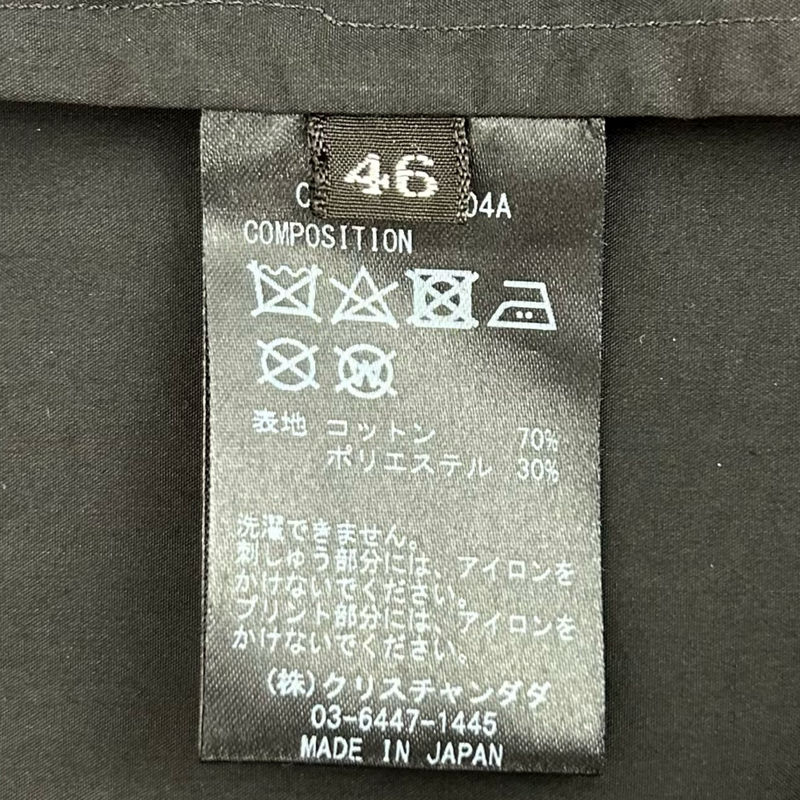 46
C 04A
COMPOSITION
W
表地 コットン 70%
ポリエステル 30%
洗濯できません。
刺しゅう部分には、アイロンを
かけないでください。
プリント部分には、アイロンを
かけないでください。
(株)クリスチャンダダ
03-6447-1445
MADE IN JAPAN